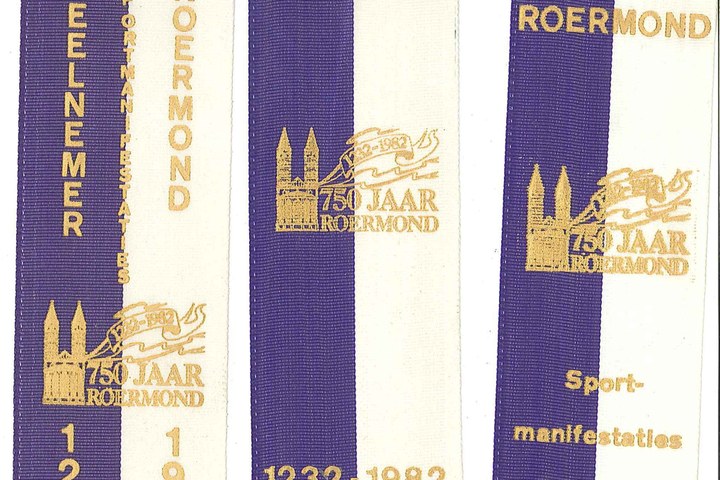 EELNEMER
ROERMOND
1232-1982
750 JAAR
ROERMOND
12
19
1232-1982
750 JAAR
ROERMOND
1232-1982
ROERMOND
750 JAAR
ROERMOND
Sport-
manifestaties